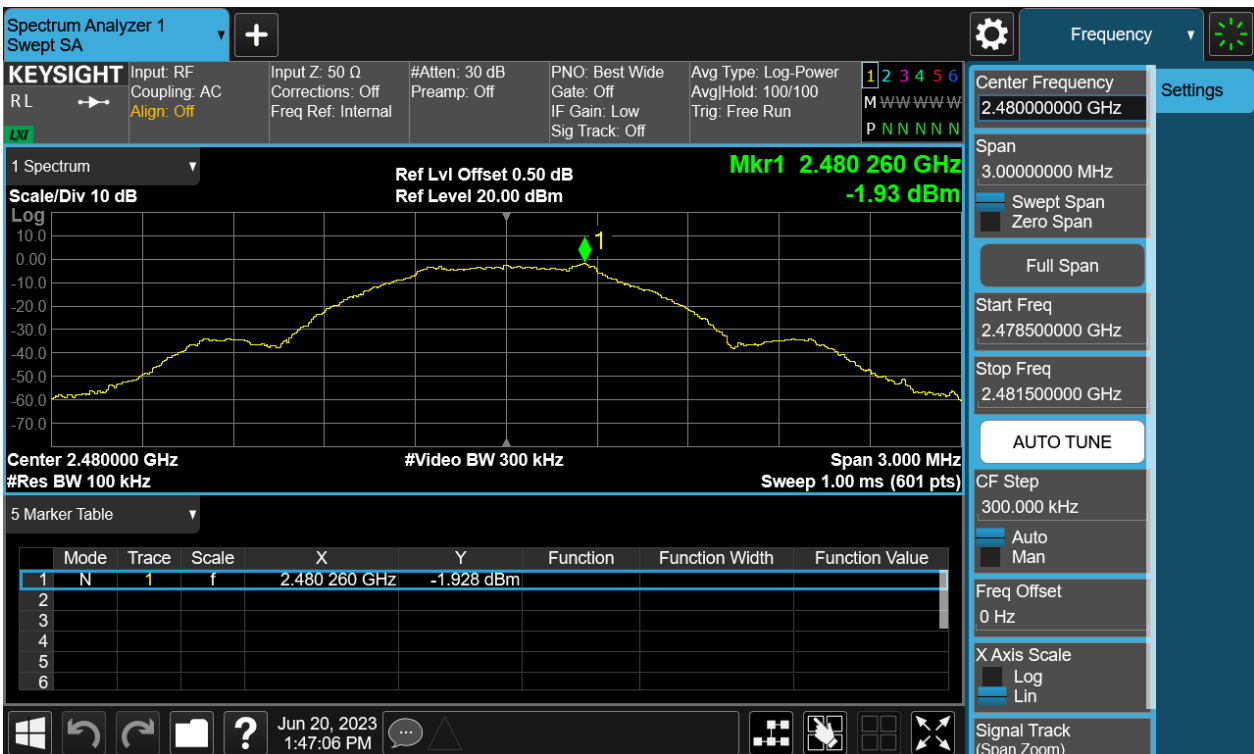 Spectrum Analyzer 1
Swept SA
Frequency
KEYSIGHT
R L
LXI
Input: RF
Coupling: AC
Align: Off
Input Z: 50 Ω
Corrections: Off
Freq Ref: Internal
#Atten: 30 dB
Preamp: Off
PNO: Best Wide
Gate: Off
IF Gain: Low
Sig Track: Off
Avg Type: Log-Power
Avg|Hold: 100/100
Trig: Free Run
1 2 3 4 5 6
M W W W W W
P N N N N N
1 Spectrum
Scale/Div 10 dB
Ref Lvl Offset 0.50 dB
Ref Level 20.00 dBm
Mkr1 2.480 260 GHz
-1.93 dBm
Log
10.0
0.00
-10.0
-20.0
-30.0
-40.0
-50.0
-60.0
-70.0
1
Center 2.480000 GHz
#Res BW 100 kHz
#Video BW 300 kHz
Span 3.000 MHz
Sweep 1.00 ms (601 pts)
5 Marker Table
Mode Trace Scale X Y Function Function Width Function Value
1 N 1 f 2.480 260 GHz -1.928 dBm
2
3
4
5
6
?
Jun 20, 2023
1:47:06 PM
Center Frequency
2.480000000 GHz
Settings
Span
3.00000000 MHz
Swept Span
Zero Span
Full Span
Start Freq
2.478500000 GHz
Stop Freq
2.481500000 GHz
AUTO TUNE
CF Step
300.000 kHz
Auto
Man
Freq Offset
0 Hz
X Axis Scale
Log
Lin
Signal Track
(Span Zoom)